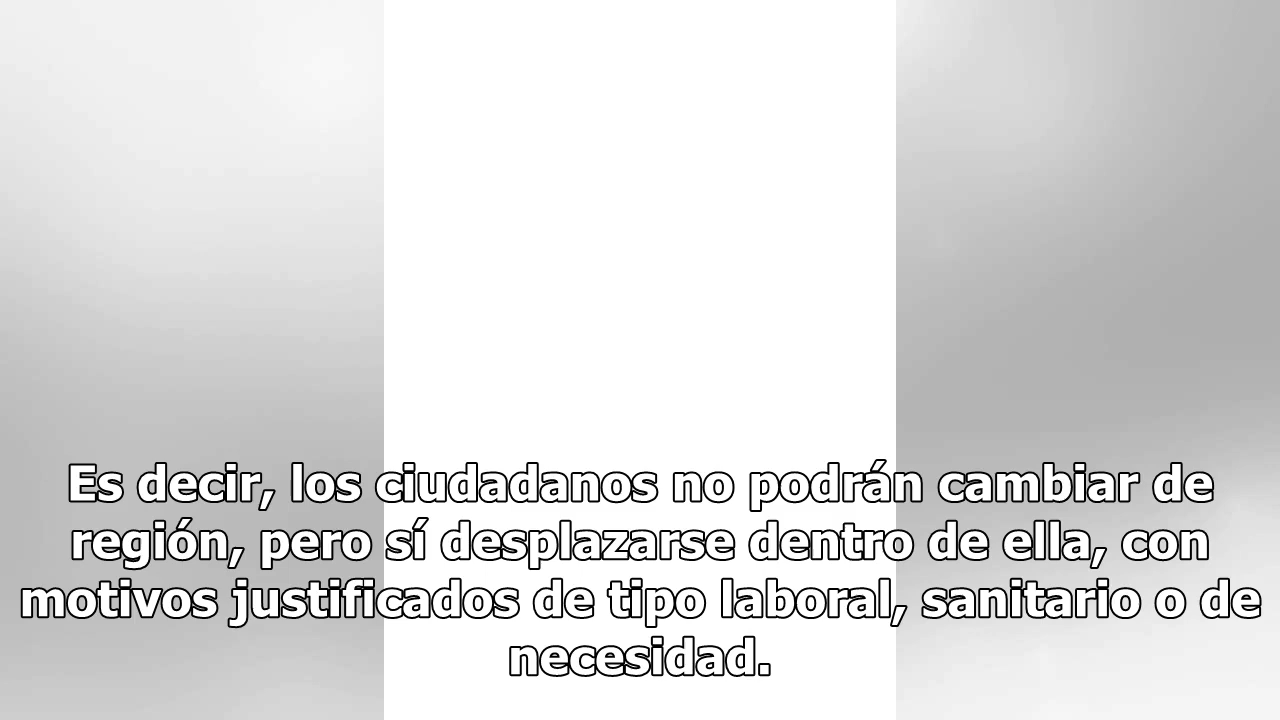 Es decir, los ciudadanos no podrán cambiar de
región, pero sí desplazarse dentro de ella, con
motivos justificados de tipo laboral, sanitario o de
necesidad.